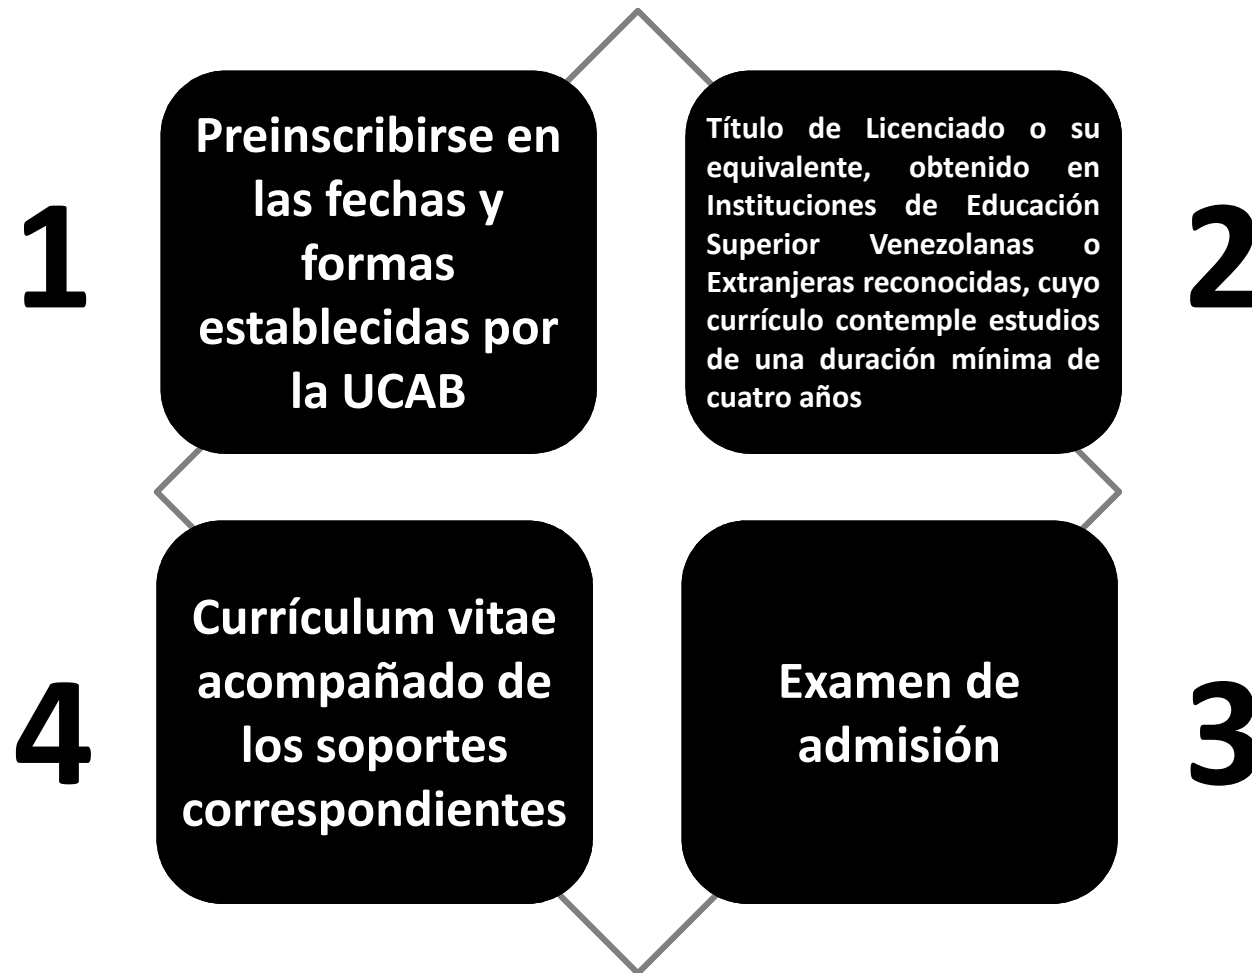 1
Preinscribirse en
las fechas y
formas
establecidas por
la UCAB
Título de Licenciado o su
equivalente, obtenido en
Instituciones de Educación
Superior Venezolanas o
Extranjeras reconocidas, cuyo
currículo contemple estudios
de una duración mínima de
cuatro años
2
4
Currículum vitae
acompañado de
los soportes
correspondientes
Examen de
admisión
3